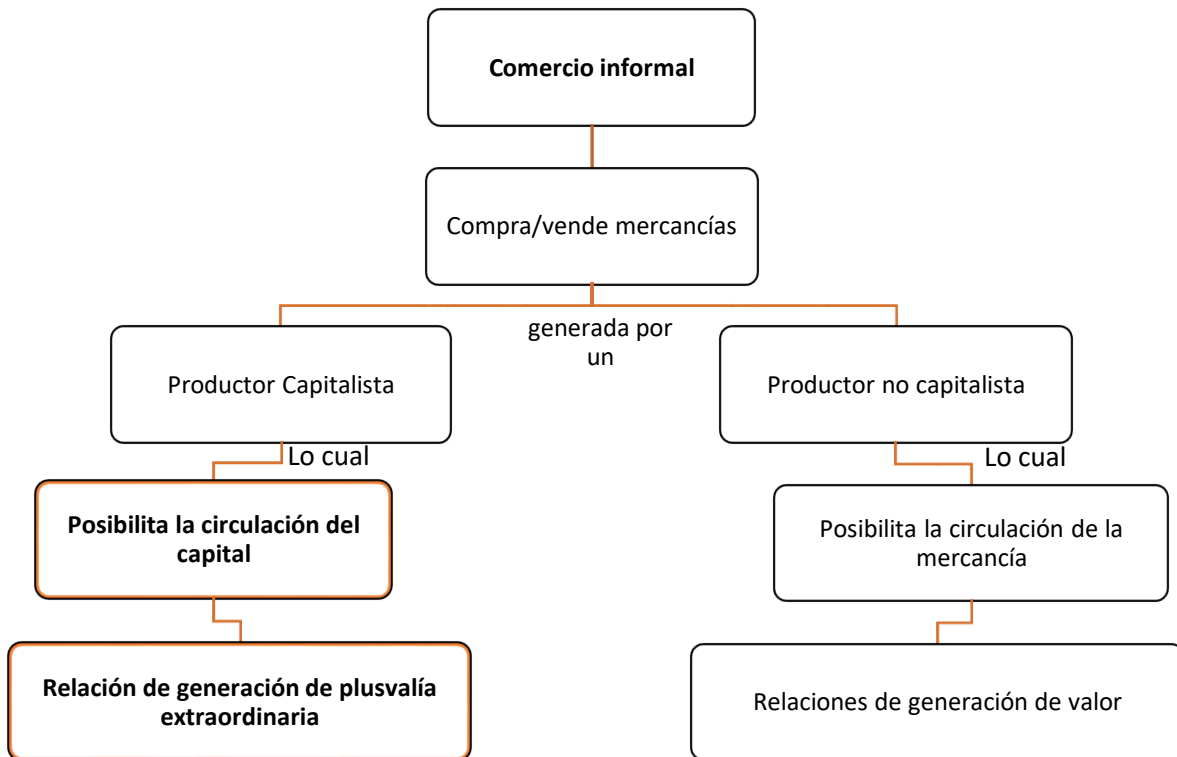 Comercio informal
Compra/vende mercancías
generada por
un
Productor Capitalista
Productor no capitalista
Lo cual
Lo cual
Posibilita la circulación del
capital
Posibilita la circulación de la
mercancía
Relación de generación de plusvalía
extraordinaria
Relaciones de generación de valor